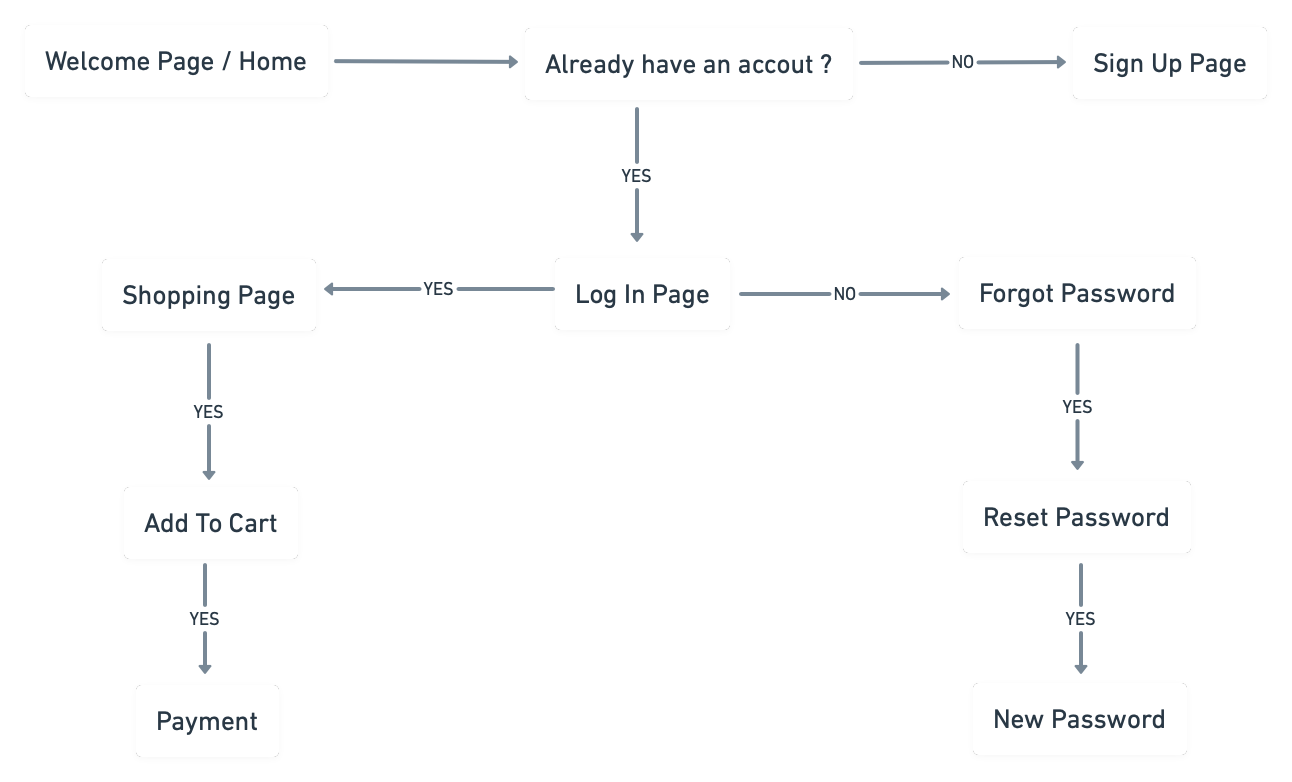 Welcome Page / Home
Already have an accout ?
NO
Sign Up Page
YES
Shopping Page
YES
Log In Page
NO
Forgot Password
YES
YES
Add To Cart
Reset Password
YES
YES
Payment
New Password